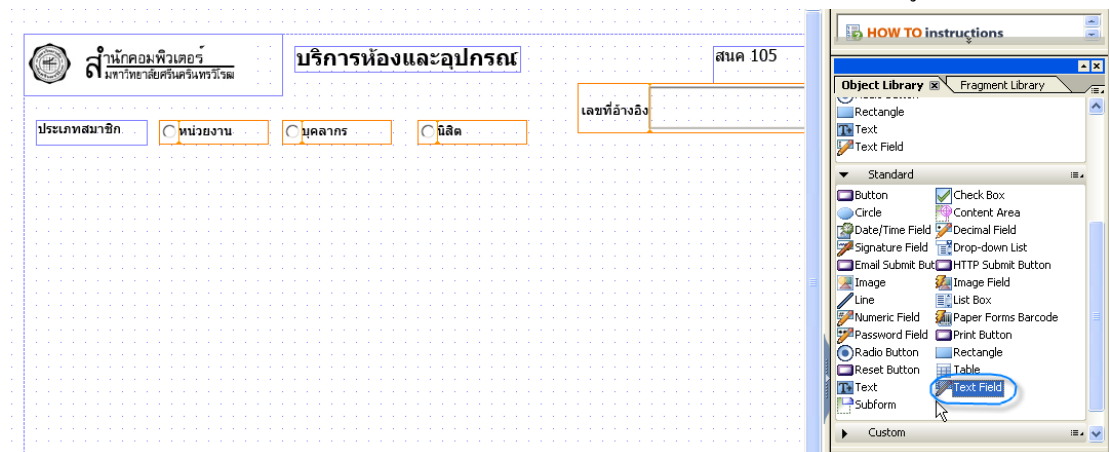 HOW TO instructions
สำนักคอมพิวเตอร์
มหาวิทยาลัยศรีนครินทรวิโรฒ
บริการห้องและอุปกรณ์
สนค 105
เลขที่อ้างอิง
ประเภทสมาชิก
หน่วยงาน
บุคลากร
นิสิต
Object Library
Fragment Library
Radio Button
Rectangle
Text
Text Field
Standard
Button
Check Box
Circle
Content Area
Date/Time Field
Decimal Field
Signature Field
Drop-down List
Email Submit But
HTTP Submit Button
Image
Image Field
Line
List Box
Numeric Field
Paper Forms Barcode
Password Field
Print Button
Radio Button
Rectangle
Reset Button
Table
Text
Text Field
Subform
Custom